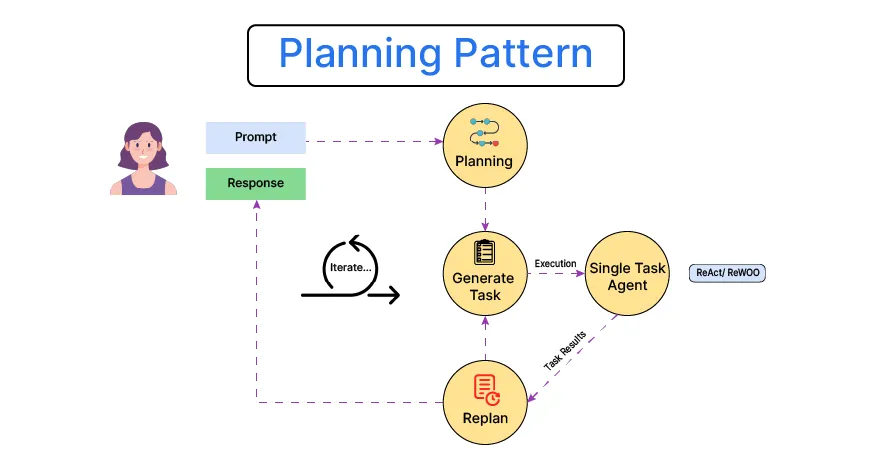 Planning Pattern
Prompt
Planning
Response
Iterate...
Generate
Task
Execution
Single Task
Agent
ReAct/ ReWOO
Task Results
Replan